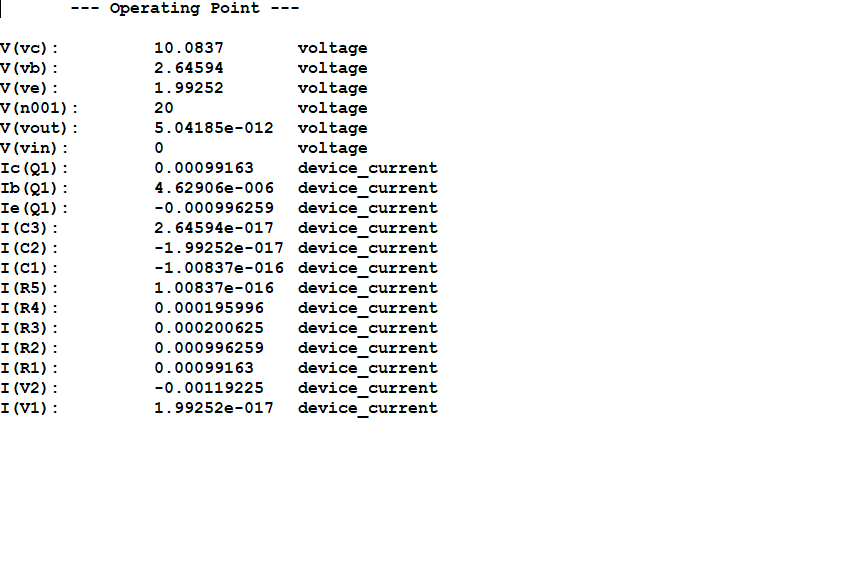 --- Operating Point ---
V(vc): 10.0837 voltage
V(vb): 2.64594 voltage
V(ve): 1.99252 voltage
V(n001): 20 voltage
V(vout): 5.04185e-012 voltage
V(vin): 0 voltage
Ic(Q1): 0.00099163 device_current
Ib(Q1): 4.62906e-006 device_current
Ie(Q1): -0.000996259 device_current
I(C3): 2.64594e-017 device_current
I(C2): -1.99252e-017 device_current
I(C1): -1.00837e-016 device_current
I(R5): 1.00837e-016 device_current
I(R4): 0.000195996 device_current
I(R3): 0.000200625 device_current
I(R2): 0.000996259 device_current
I(R1): 0.00099163 device_current
I(V2): -0.00119225 device_current
I(V1): 1.99252e-017 device_current